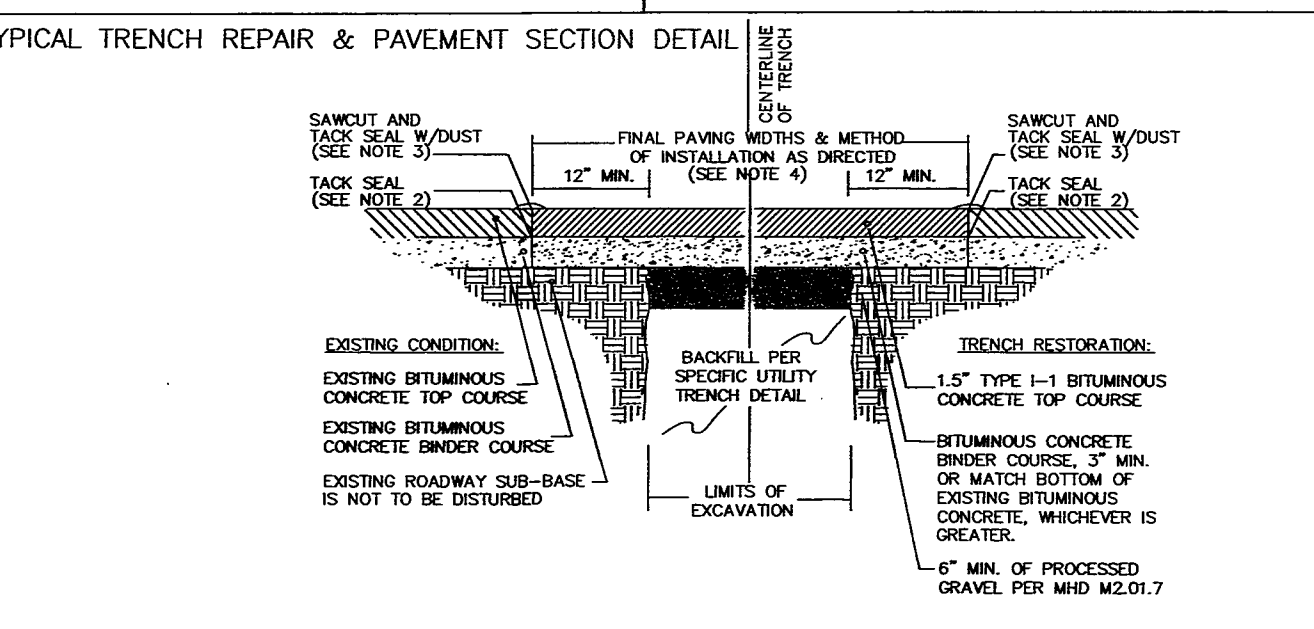 YPICAL TRENCH REPAIR & PAVEMENT SECTION DETAIL
CENTERLINE
OF TRENCH
SAWCUT AND
TACK SEAL W/DUST
(SEE NOTE 3)
TACK SEAL
(SEE NOTE 2)
FINAL PAVING WIDTHS & METHOD
OF INSTALLATION AS DIRECTED
(SEE NOTE 4)
12" MIN.
12" MIN.
SAWCUT AND
TACK SEAL W/DUST
(SEE NOTE 3)
TACK SEAL
(SEE NOTE 2)
EXISTING CONDITION:
EXISTING BITUMINOUS
CONCRETE TOP COURSE
EXISTING BITUMINOUS
CONCRETE BINDER COURSE
EXISTING ROADWAY SUB-BASE
IS NOT TO BE DISTURBED
BACKFILL PER
SPECIFIC UTILITY
TRENCH DETAIL
LIMITS OF
EXCAVATION
TRENCH RESTORATION:
1.5" TYPE I-1 BITUMINOUS
CONCRETE TOP COURSE
BITUMINOUS CONCRETE
BINDER COURSE, 3" MIN.
OR MATCH BOTTOM OF
EXISTING BITUMINOUS
CONCRETE, WHICHEVER IS
GREATER.
6" MIN. OF PROCESSED
GRAVEL PER MHD M2.01.7